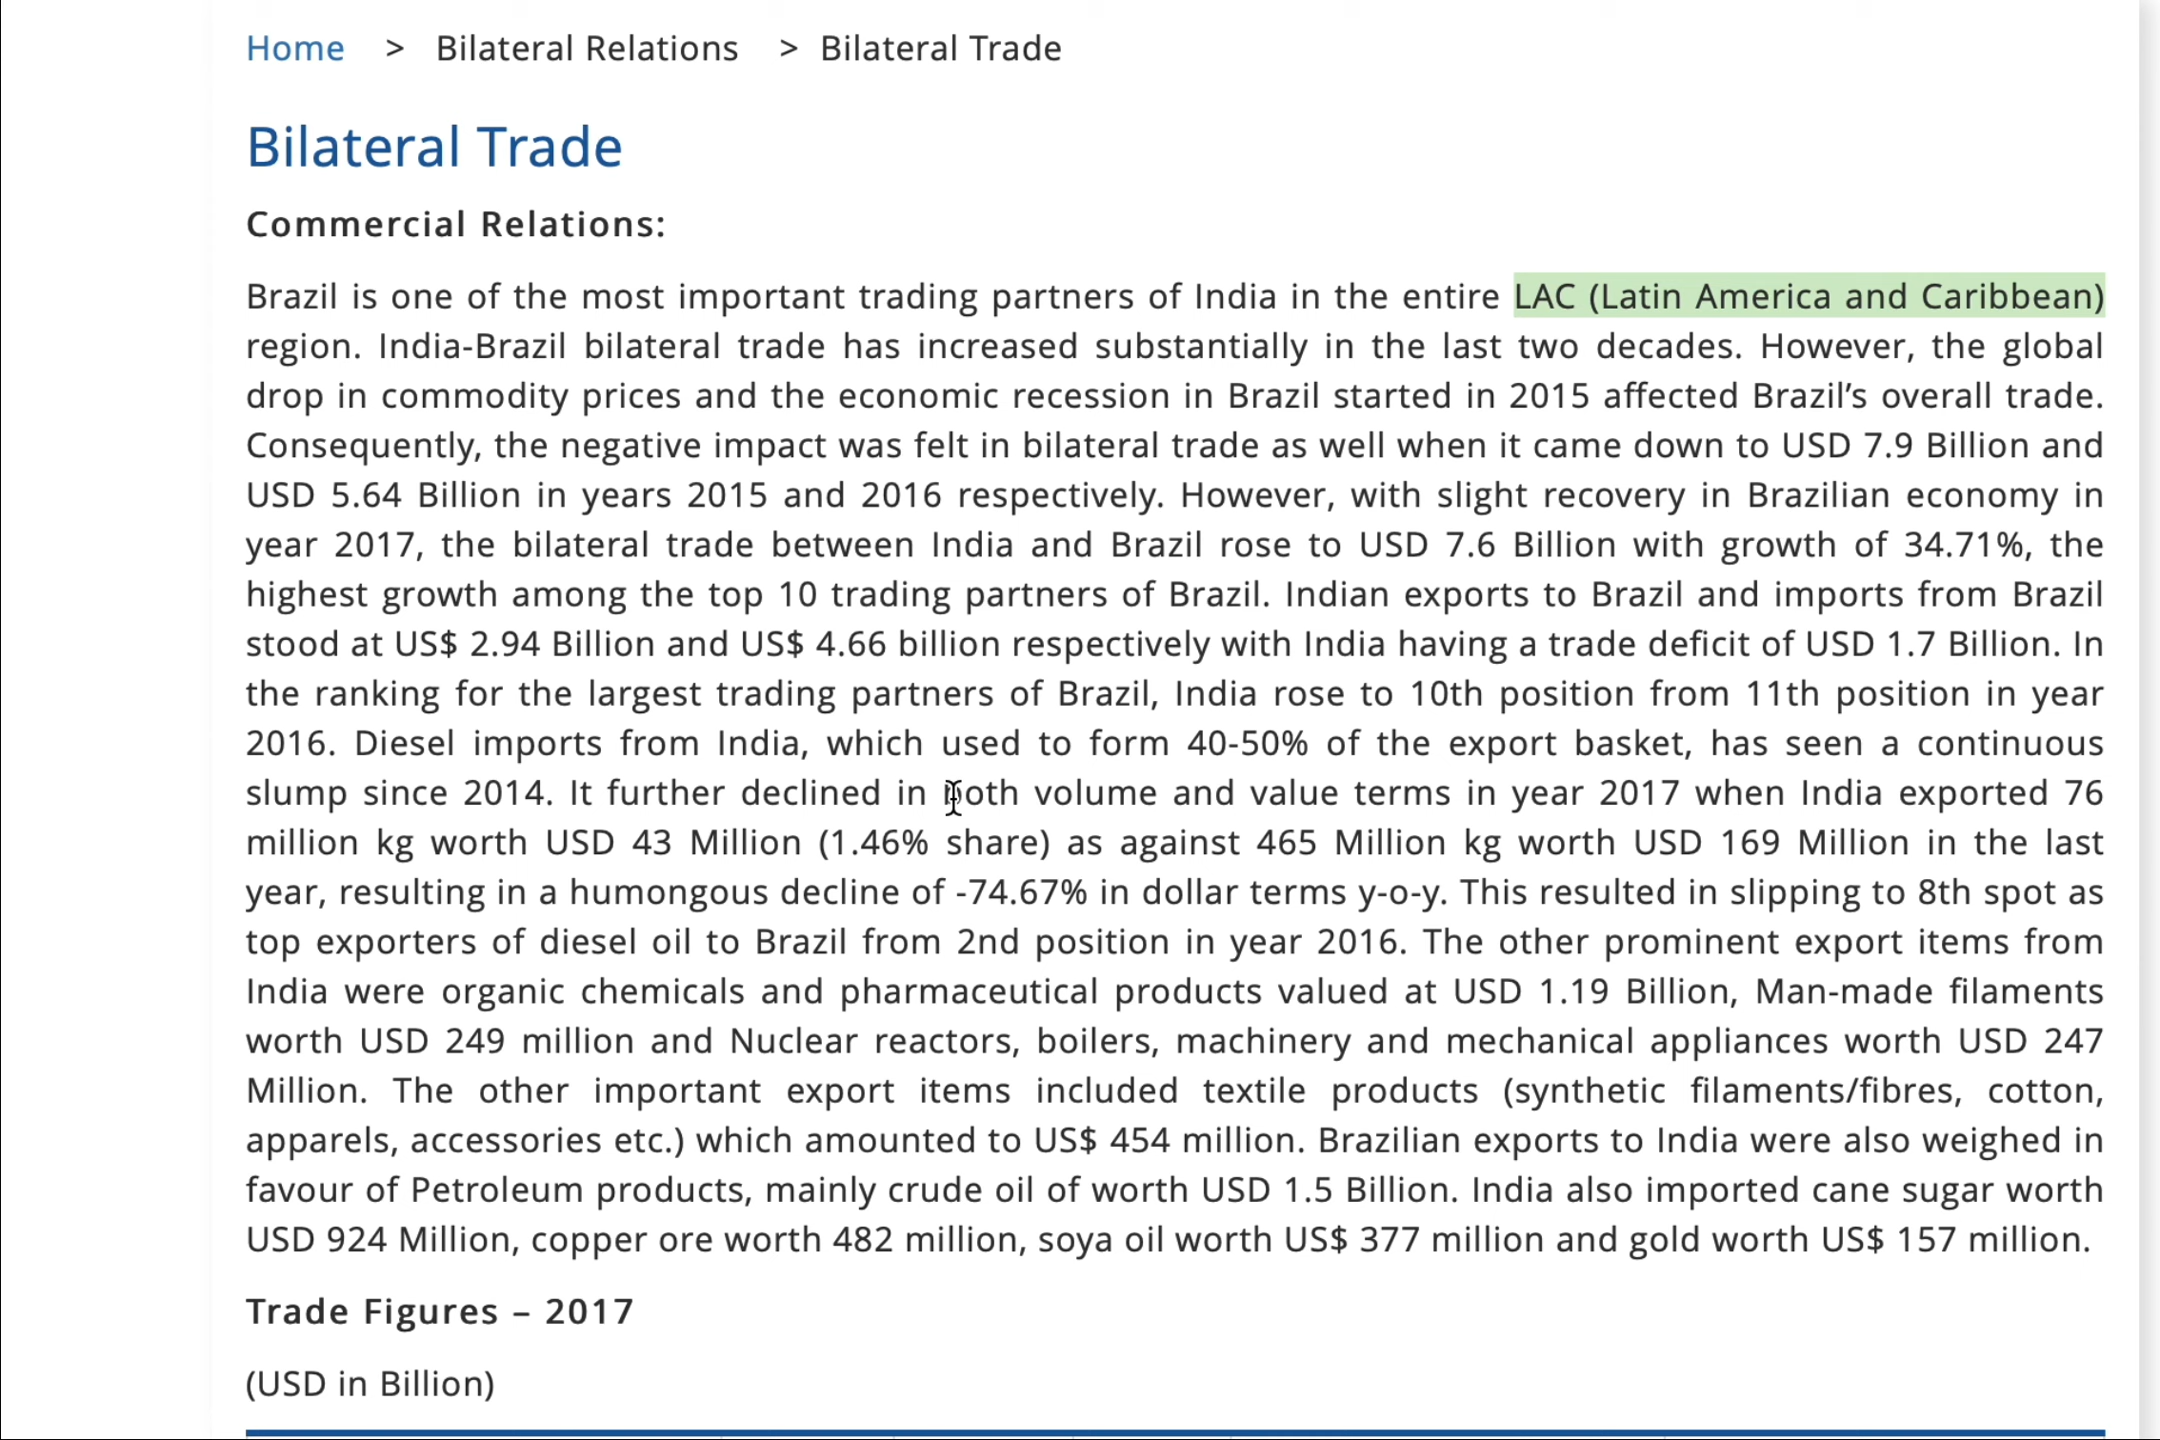 Home > Bilateral Relations > Bilateral Trade
Bilateral Trade
Commercial Relations:
Brazil is one of the most important trading partners of India in the entire LAC (Latin America and Caribbean)
region. India-Brazil bilateral trade has increased substantially in the last two decades. However, the global
drop in commodity prices and the economic recession in Brazil started in 2015 affected Brazil’s overall trade.
Consequently, the negative impact was felt in bilateral trade as well when it came down to USD 7.9 Billion and
USD 5.64 Billion in years 2015 and 2016 respectively. However, with slight recovery in Brazilian economy in
year 2017, the bilateral trade between India and Brazil rose to USD 7.6 Billion with growth of 34.71%, the
highest growth among the top 10 trading partners of Brazil. Indian exports to Brazil and imports from Brazil
stood at US$ 2.94 Billion and US$ 4.66 billion respectively with India having a trade deficit of USD 1.7 Billion. In
the ranking for the largest trading partners of Brazil, India rose to 10th position from 11th position in year
2016. Diesel imports from India, which used to form 40-50% of the export basket, has seen a continuous
slump since 2014. It further declined in both volume and value terms in year 2017 when India exported 76
million kg worth USD 43 Million (1.46% share) as against 465 Million kg worth USD 169 Million in the last
year, resulting in a humongous decline of -74.67% in dollar terms y-o-y. This resulted in slipping to 8th spot as
top exporters of diesel oil to Brazil from 2nd position in year 2016. The other prominent export items from
India were organic chemicals and pharmaceutical products valued at USD 1.19 Billion, Man-made filaments
worth USD 249 million and Nuclear reactors, boilers, machinery and mechanical appliances worth USD 247
Million. The other important export items included textile products (synthetic filaments/fibres, cotton,
apparels, accessories etc.) which amounted to US$ 454 million. Brazilian exports to India were also weighed in
favour of Petroleum products, mainly crude oil of worth USD 1.5 Billion. India also imported cane sugar worth
USD 924 Million, copper ore worth 482 million, soya oil worth US$ 377 million and gold worth US$ 157 million.
Trade Figures – 2017
(USD in Billion)